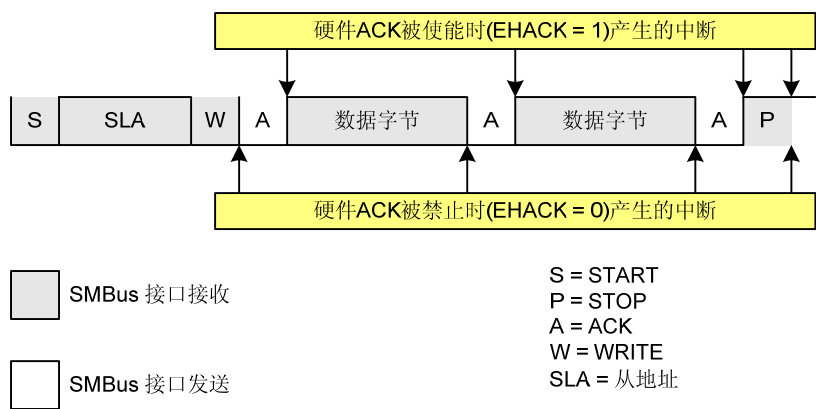 硬件ACK被使能时(EHACK = 1)产生的中断
S SLA W A 数据字节 A 数据字节 A P
硬件ACK被禁止时(EHACK = 0)产生的中断
SMBus 接口接收
SMBus 接口发送
S = START
P = STOP
A = ACK
W = WRITE
SLA = 从地址